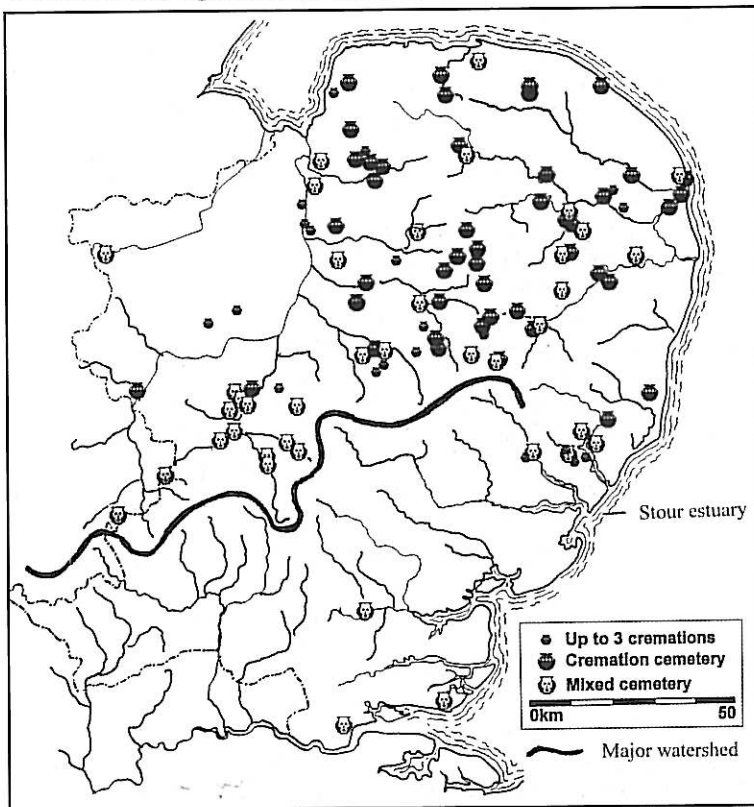 Stour estuary
Up to 3 cremations
Cremation cemetery
Mixed cemetery
0km 50
Major watershed